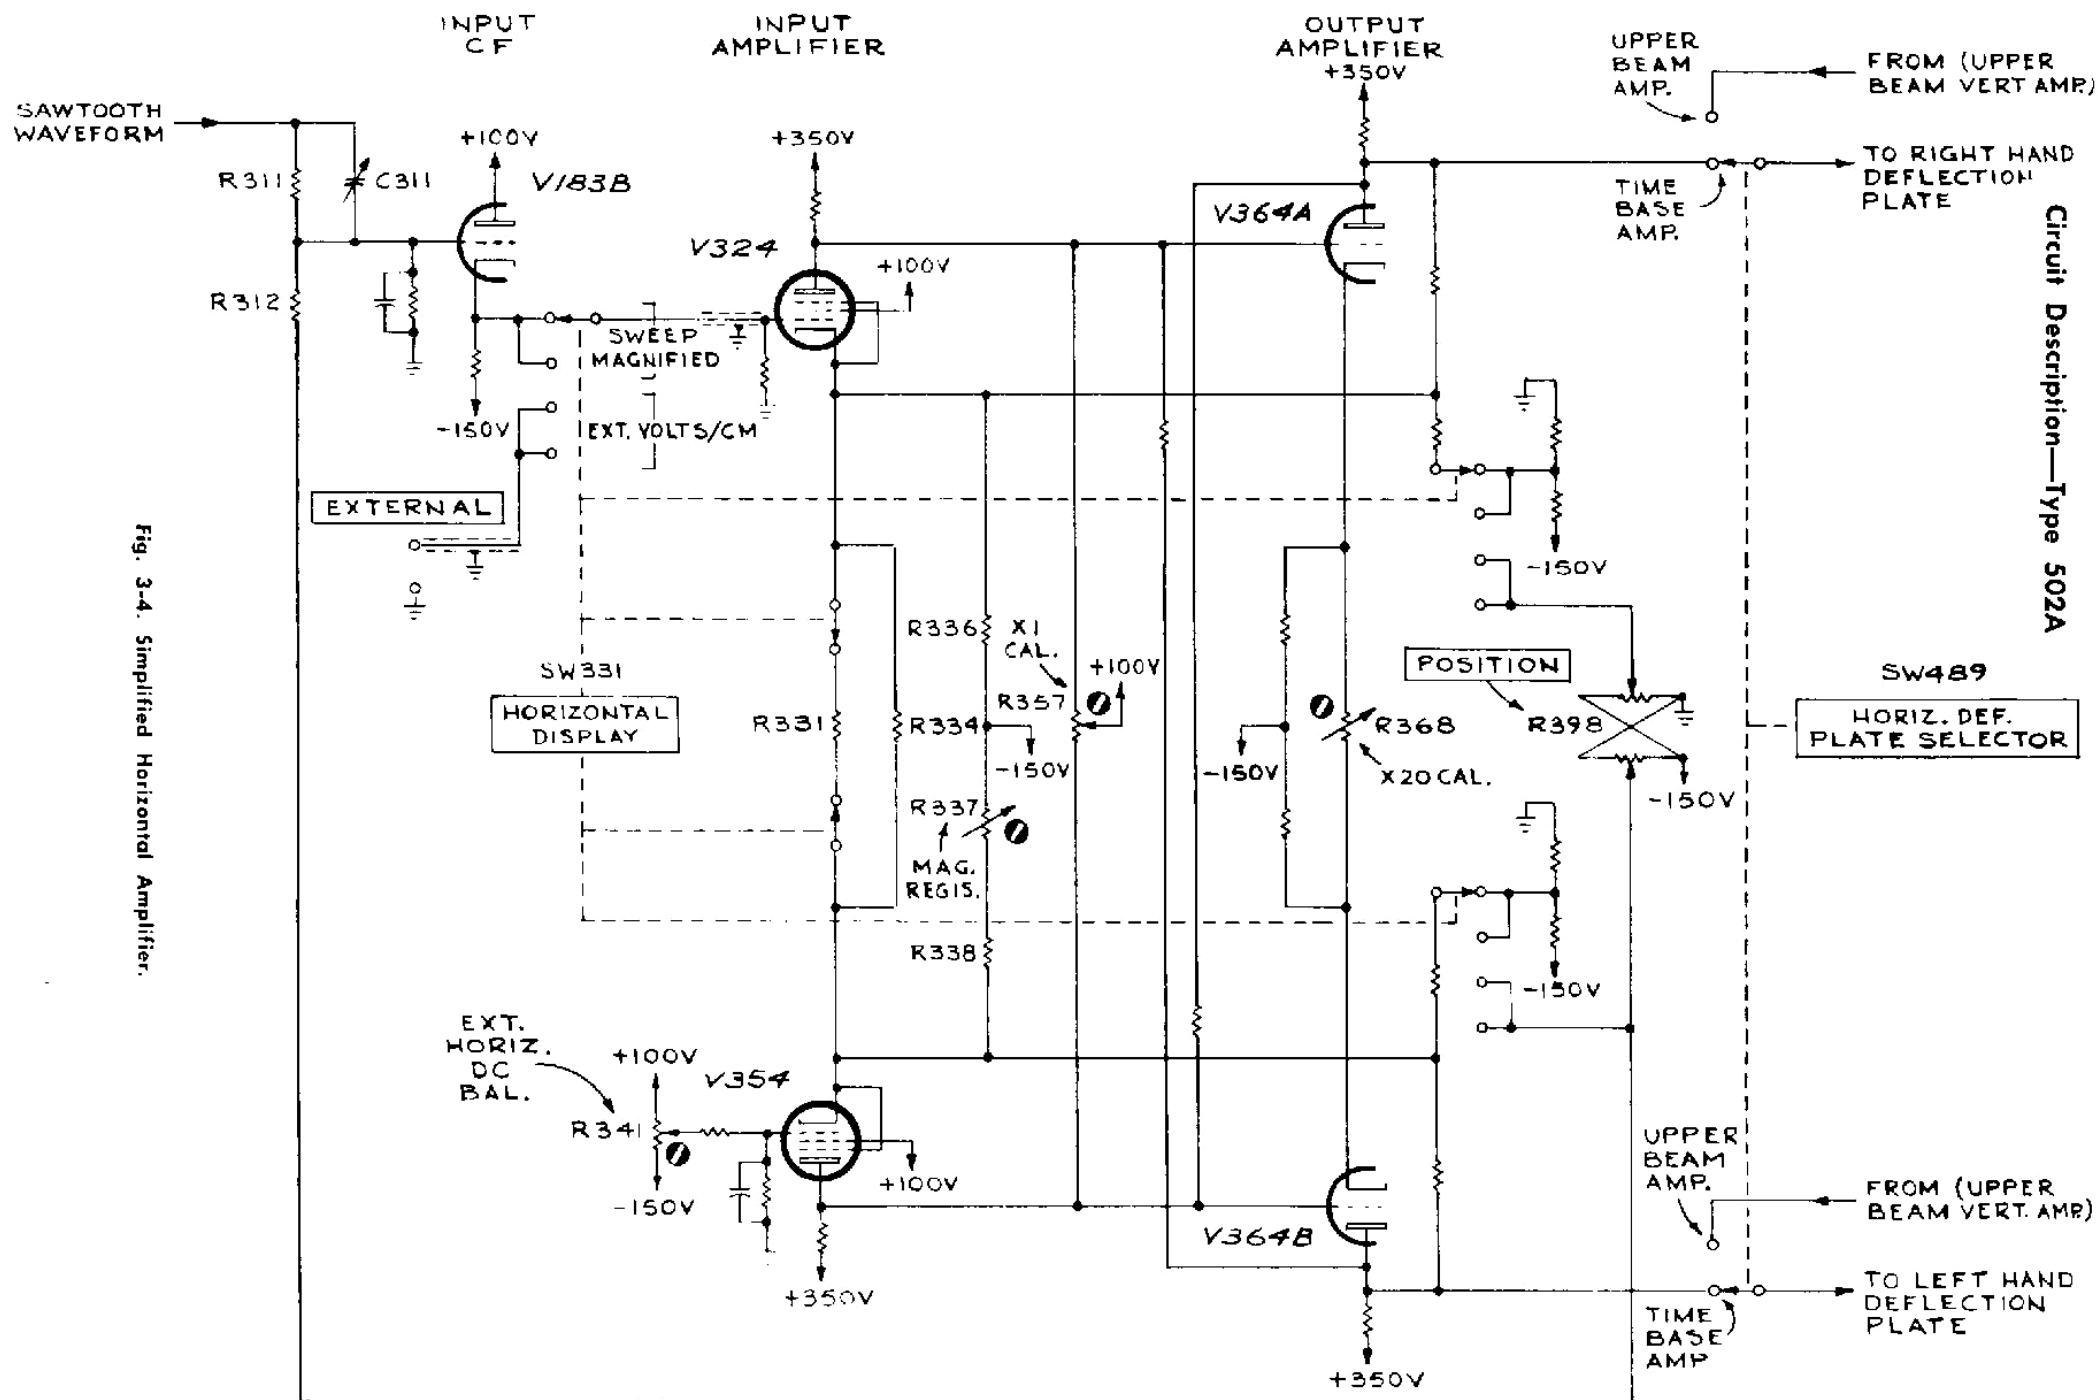 INPUT
CF
INPUT
AMPLIFIER
OUTPUT
AMPLIFIER
+350V
UPPER
BEAM
AMP.
FROM (UPPER
BEAM VERT AMP.)
SAWTOOTH
WAVEFORM
+100V
+350V
R311
C311
V183B
TO RIGHT HAND
DEFLECTION
PLATE
TIME
BASE
AMP.
V364A
V324
+100V
R312
SWEEP
MAGNIFIED
-150V
EXT. VOLTS/CM
EXTERNAL
-150V
Circuit Description—Type 502A
Fig. 3-4. Simplified Horizontal Amplifier.
R336
X1
CAL.
+100V
POSITION
SW331
HORIZONTAL
DISPLAY
R331
R334
R357
R368
R398
SW489
HORIZ. DEF.
PLATE SELECTOR
-150V
-150V
X20 CAL.
-150V
R337
MAG.
REGIS.
R338
-150V
EXT.
HORIZ.
DC
BAL.
+100V
V354
R341
-150V
+100V
+350V
V364B
UPPER
BEAM
AMP.
FROM (UPPER
BEAM VERT. AMP.)
TO LEFT HAND
DEFLECTION
PLATE
TIME
BASE
AMP
+350V